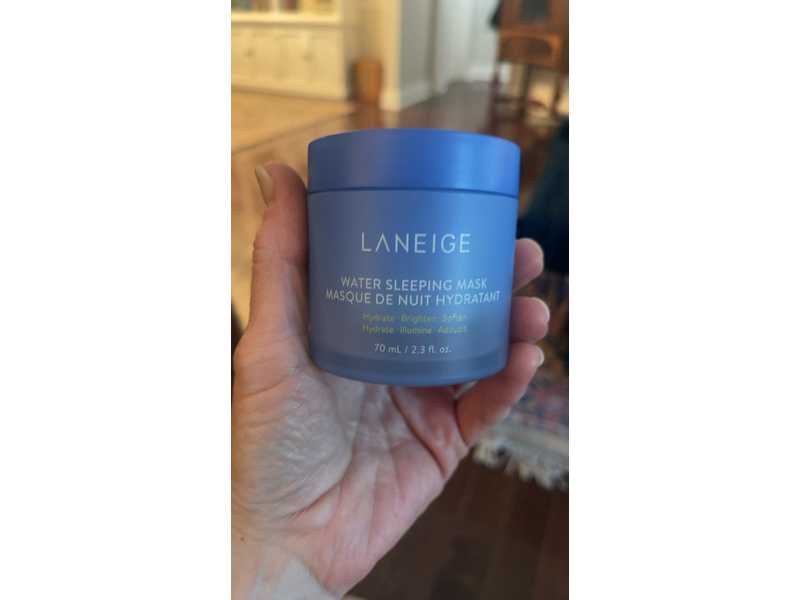 LANEIGE
WATER SLEEPING MASK
MASQUE DE NUIT HYDRATANT
Hydrate · Brighten · Soften
Hydrate · Illumine · Adoucit
70 mL / 2.3 fl. oz.